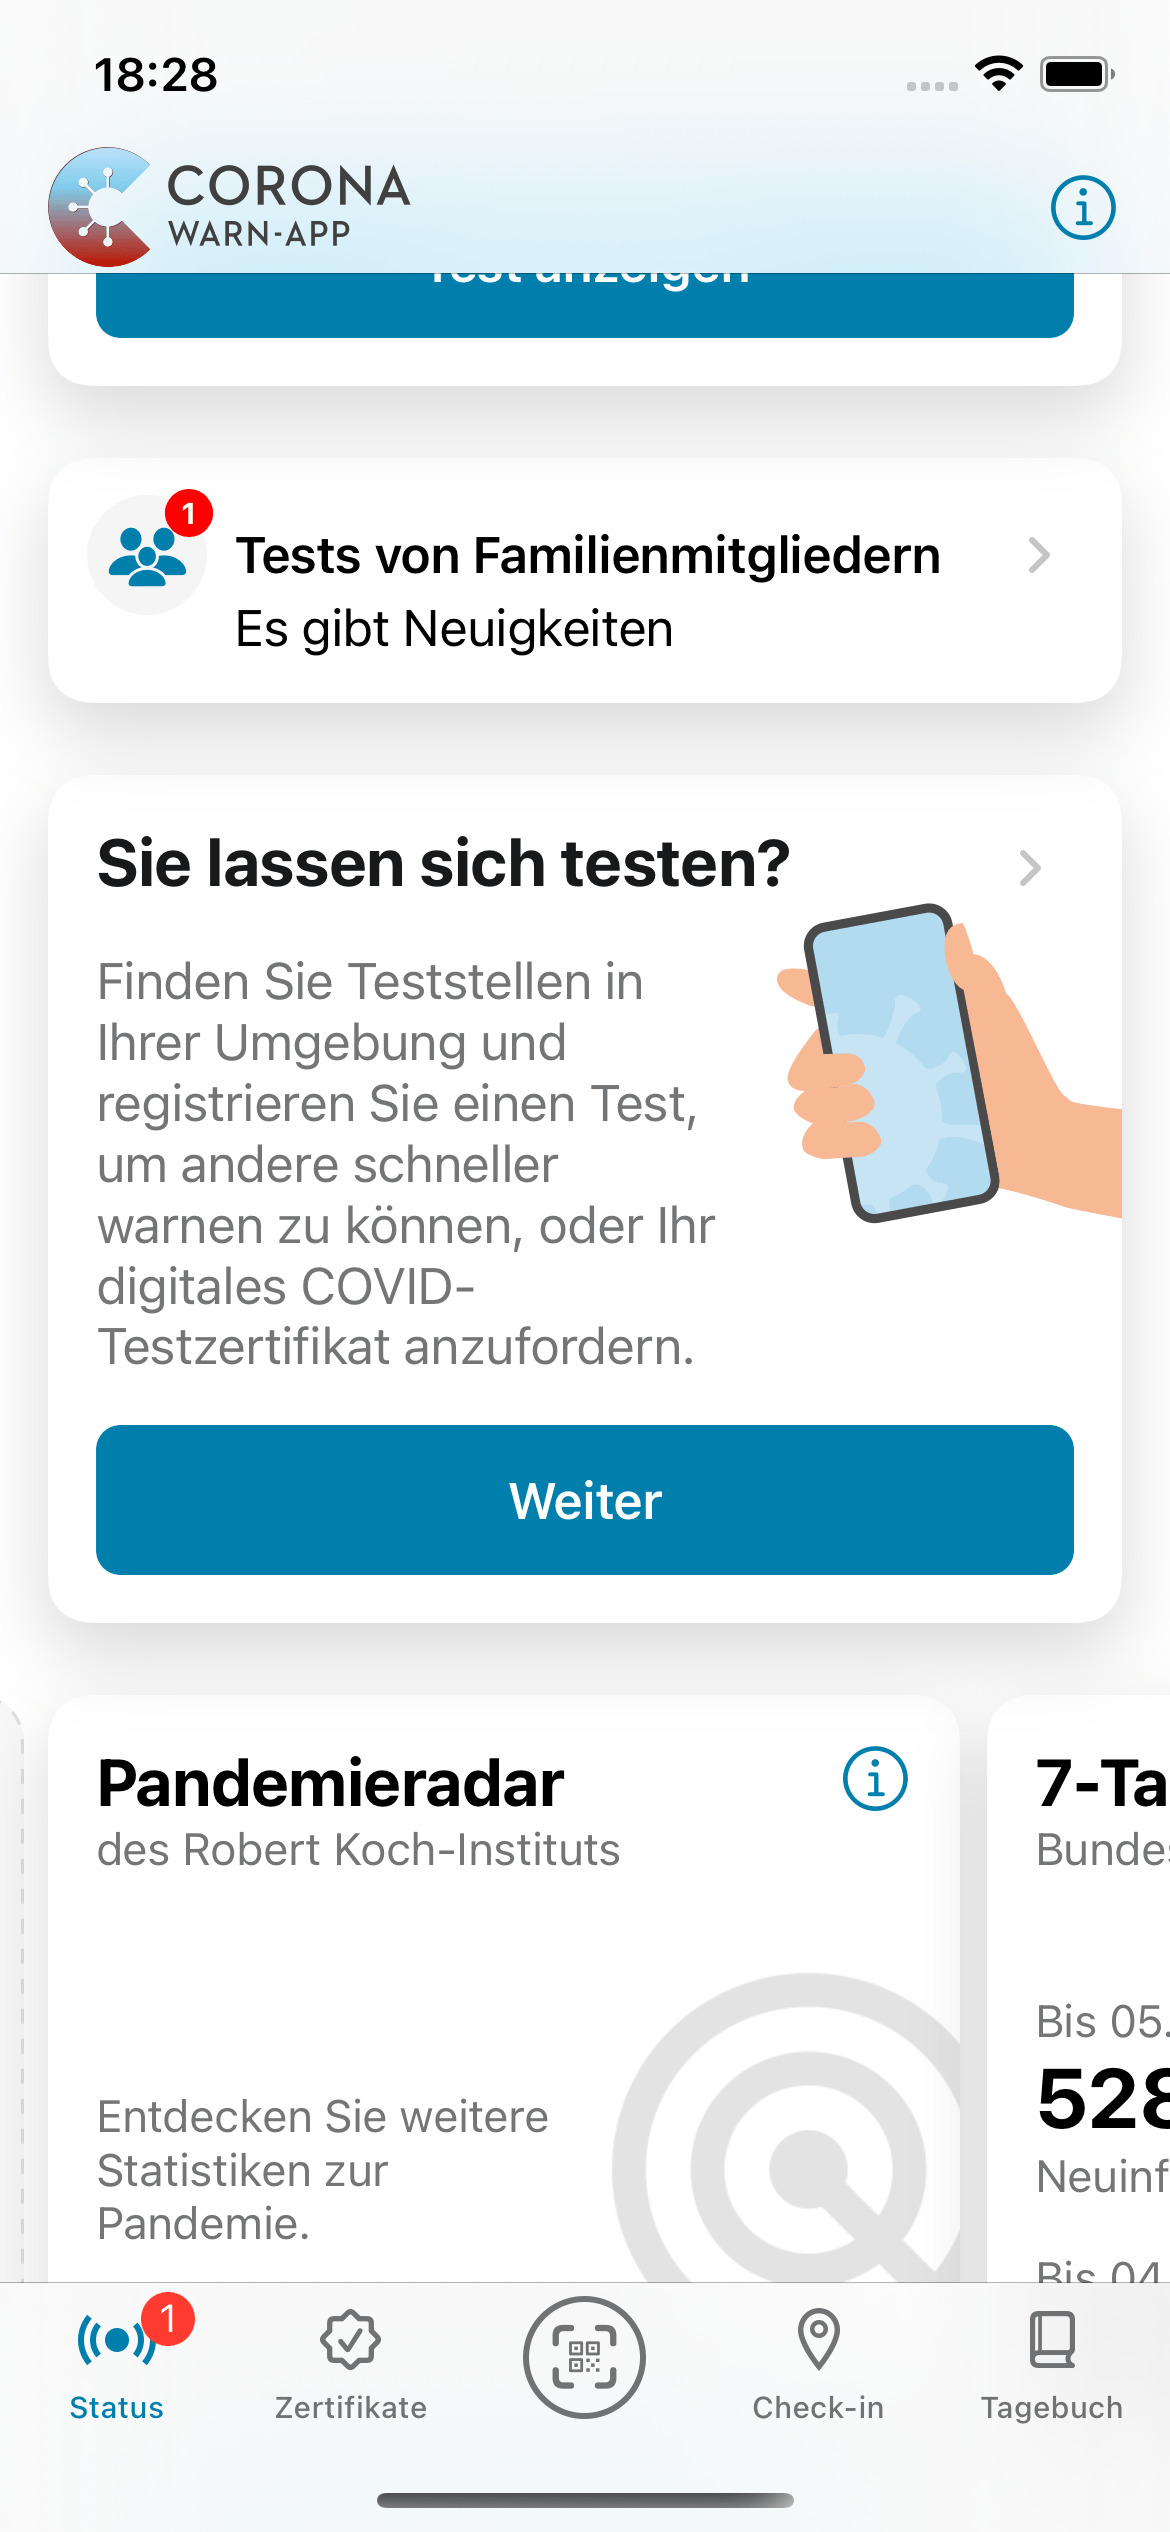 18:28
CORONA
WARN-APP
Test anzeigen
1
Tests von Familienmitgliedern
Es gibt Neuigkeiten
Sie lassen sich testen?
Finden Sie Teststellen in
Ihrer Umgebung und
registrieren Sie einen Test,
um andere schneller
warnen zu können, oder Ihr
digitales COVID-
Testzertifikat anzufordern.
Weiter
Pandemieradar
des Robert Koch-Instituts
Entdecken Sie weitere
Statistiken zur
Pandemie.
7-Ta
Bundes
Bis 05.
528
Neuinf
Bis 04
1
Status
Zertifikate
Check-in
Tagebuch